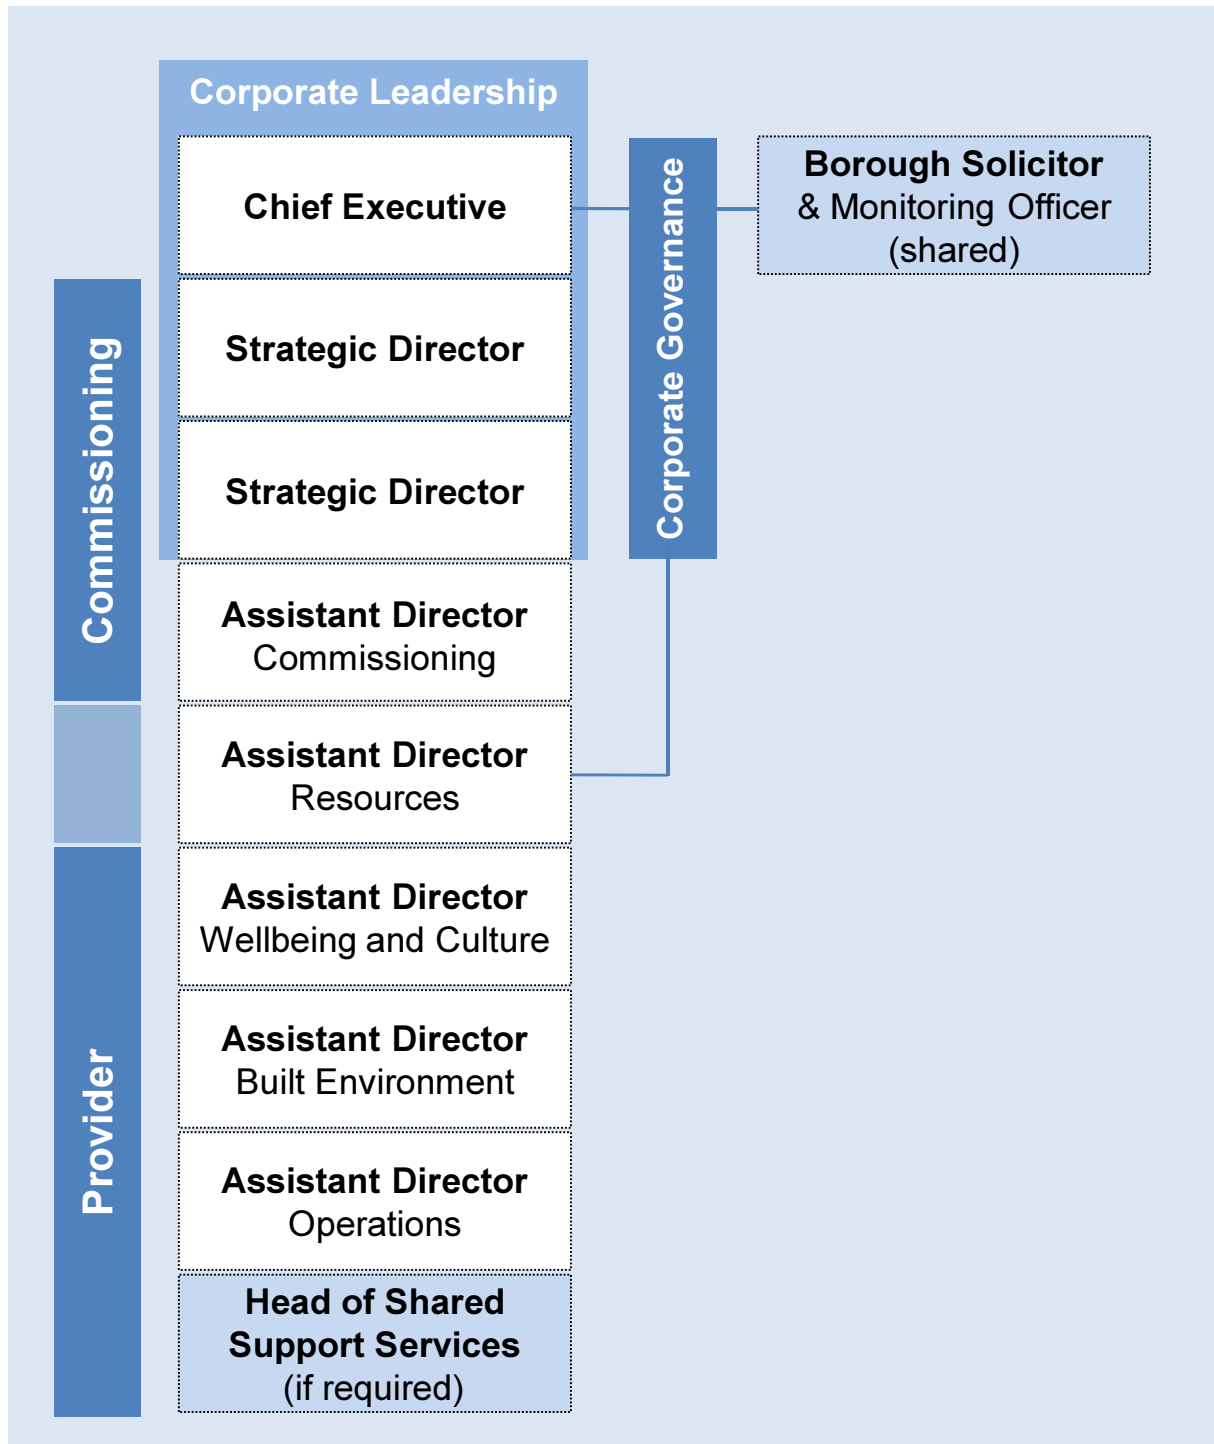 Corporate Leadership
Chief Executive
Corporate Governance
Borough Solicitor
& Monitoring Officer
(shared)
Commissioning
Strategic Director
Strategic Director
Assistant Director
Commissioning
Assistant Director
Resources
Provider
Assistant Director
Wellbeing and Culture
Assistant Director
Built Environment
Assistant Director
Operations
Head of Shared
Support Services
(if required)